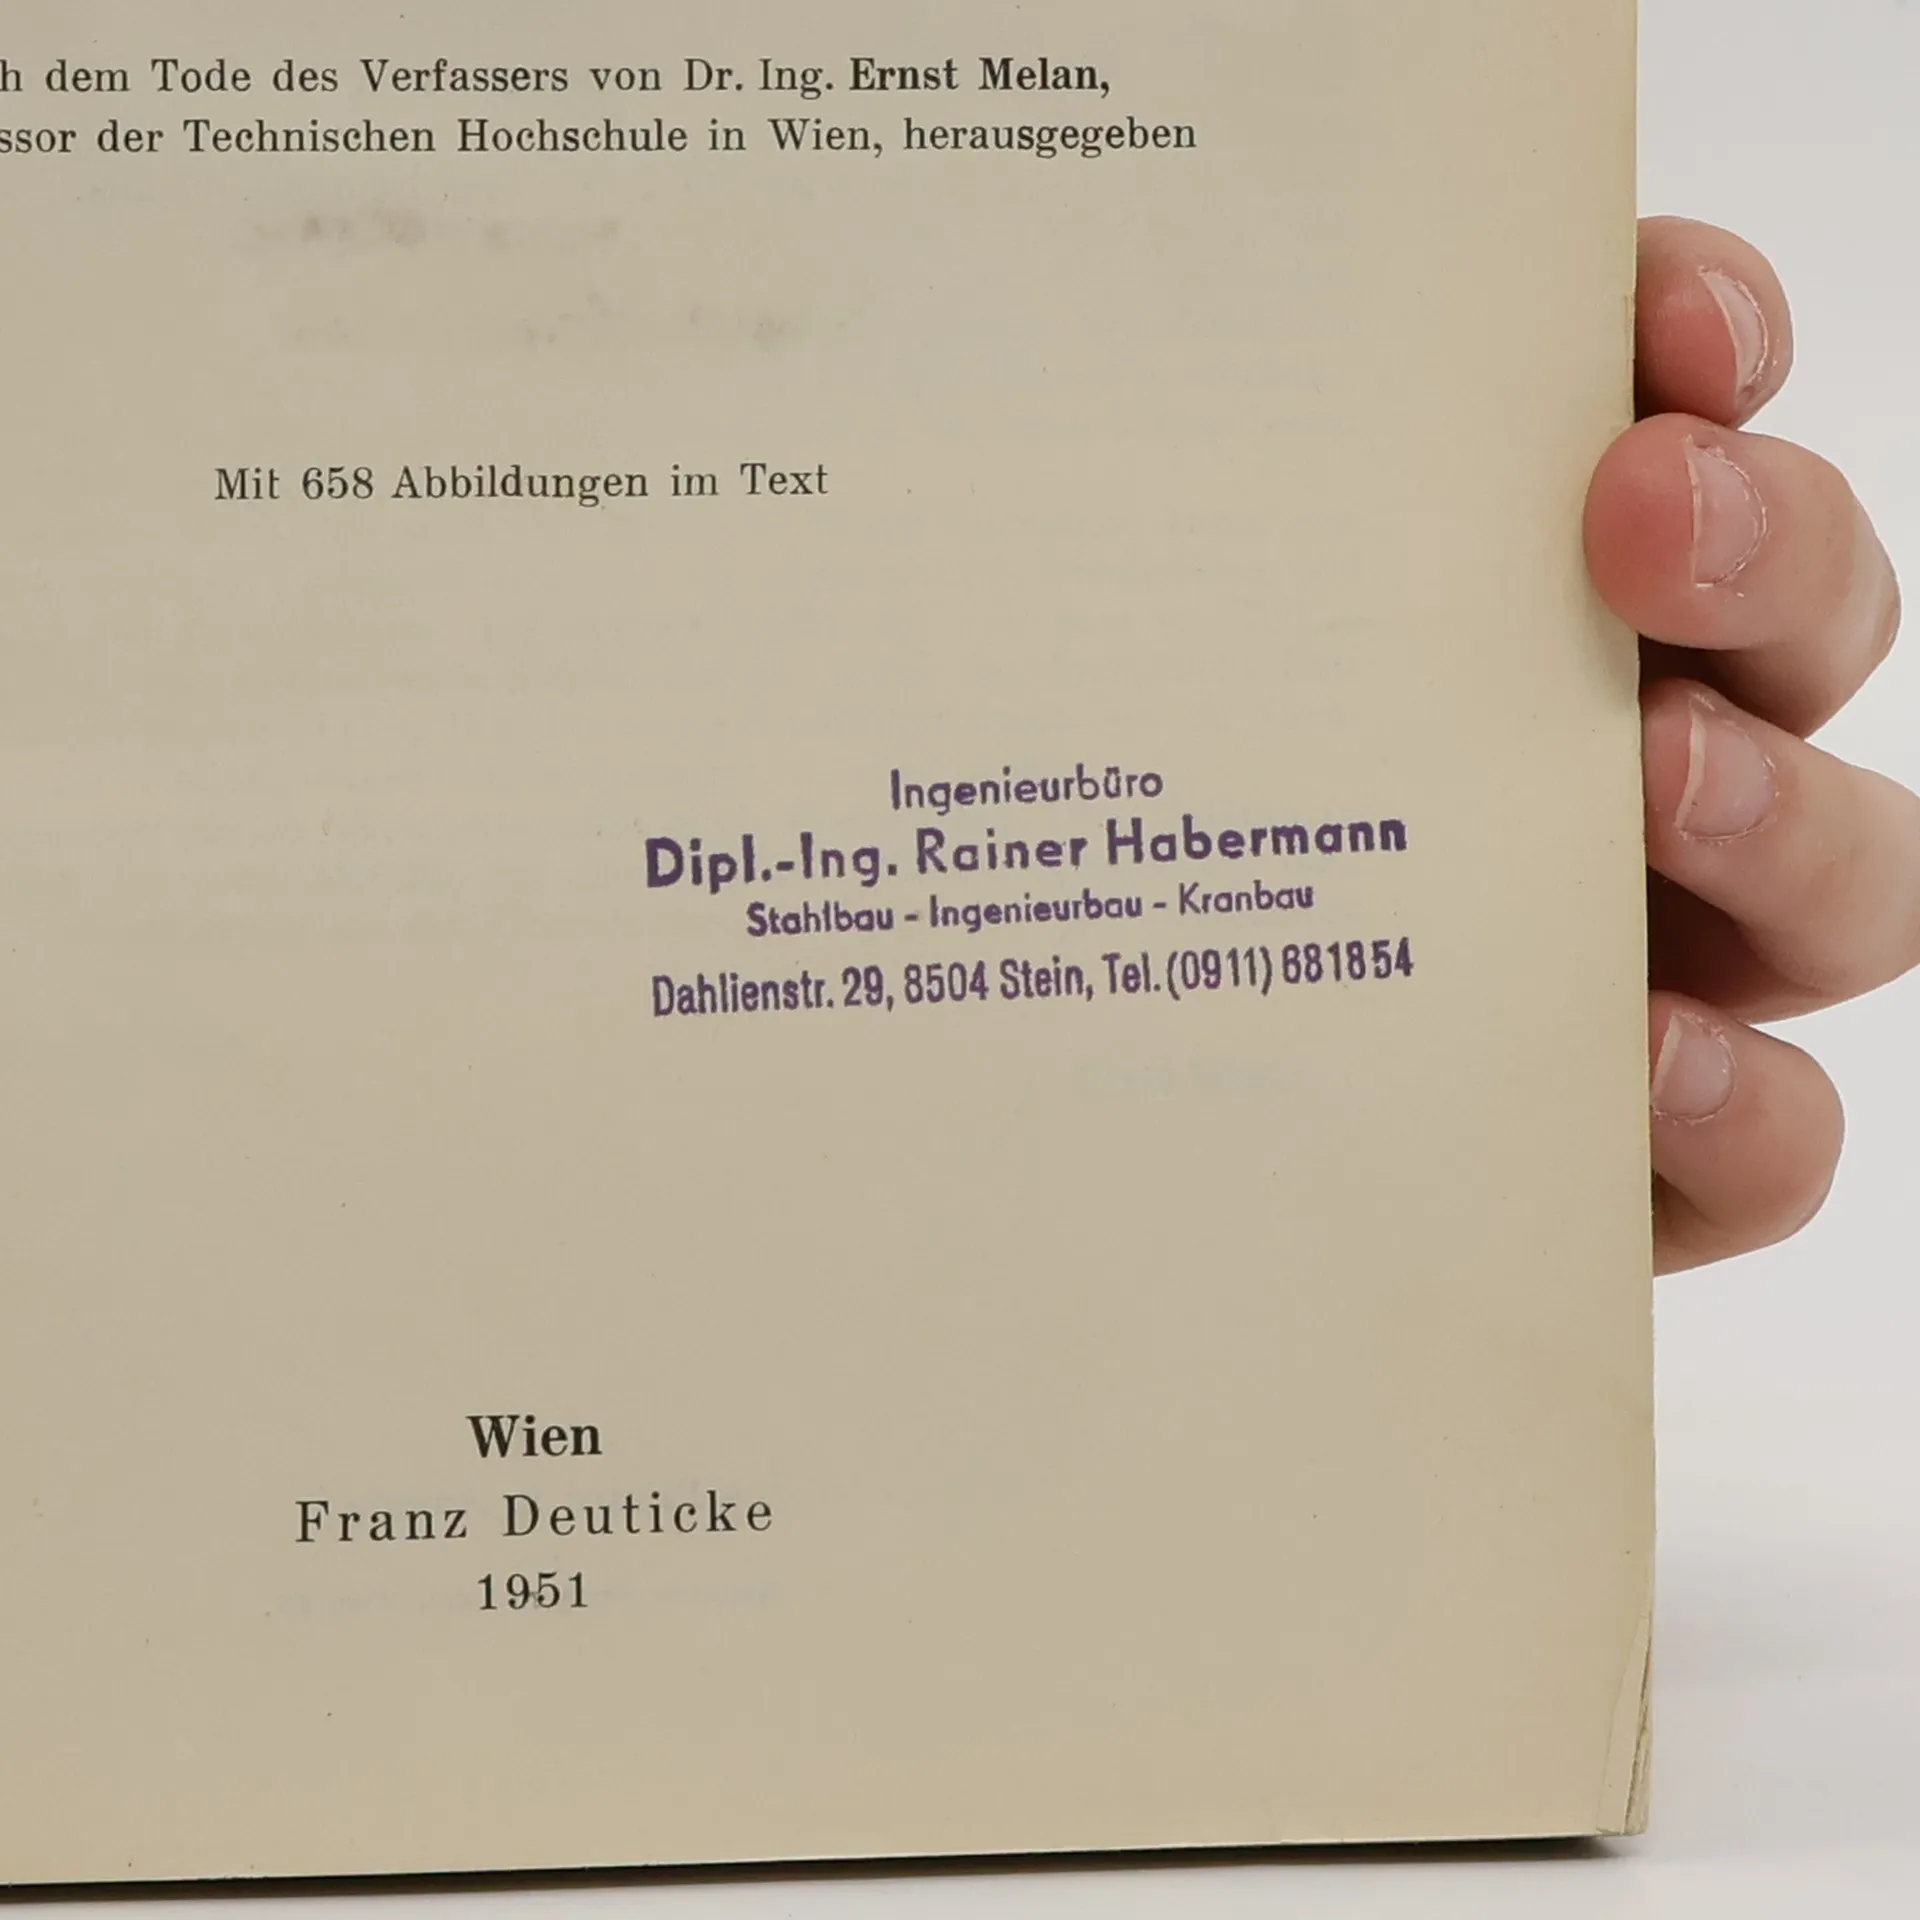 h dem Tode des Verfassers von Dr. Ing. Ernst Melan,
ssor der Technischen Hochschule in Wien, herausgegeben
Mit 658 Abbildungen im Text
Ingenieurbüro
Dipl.-Ing. Rainer Habermann
Stahlbau - Ingenieurbau - Kranbau
Dahlienstr. 29, 8504 Stein, Tel. (0911) 681854
Wien
Franz Deuticke
1951